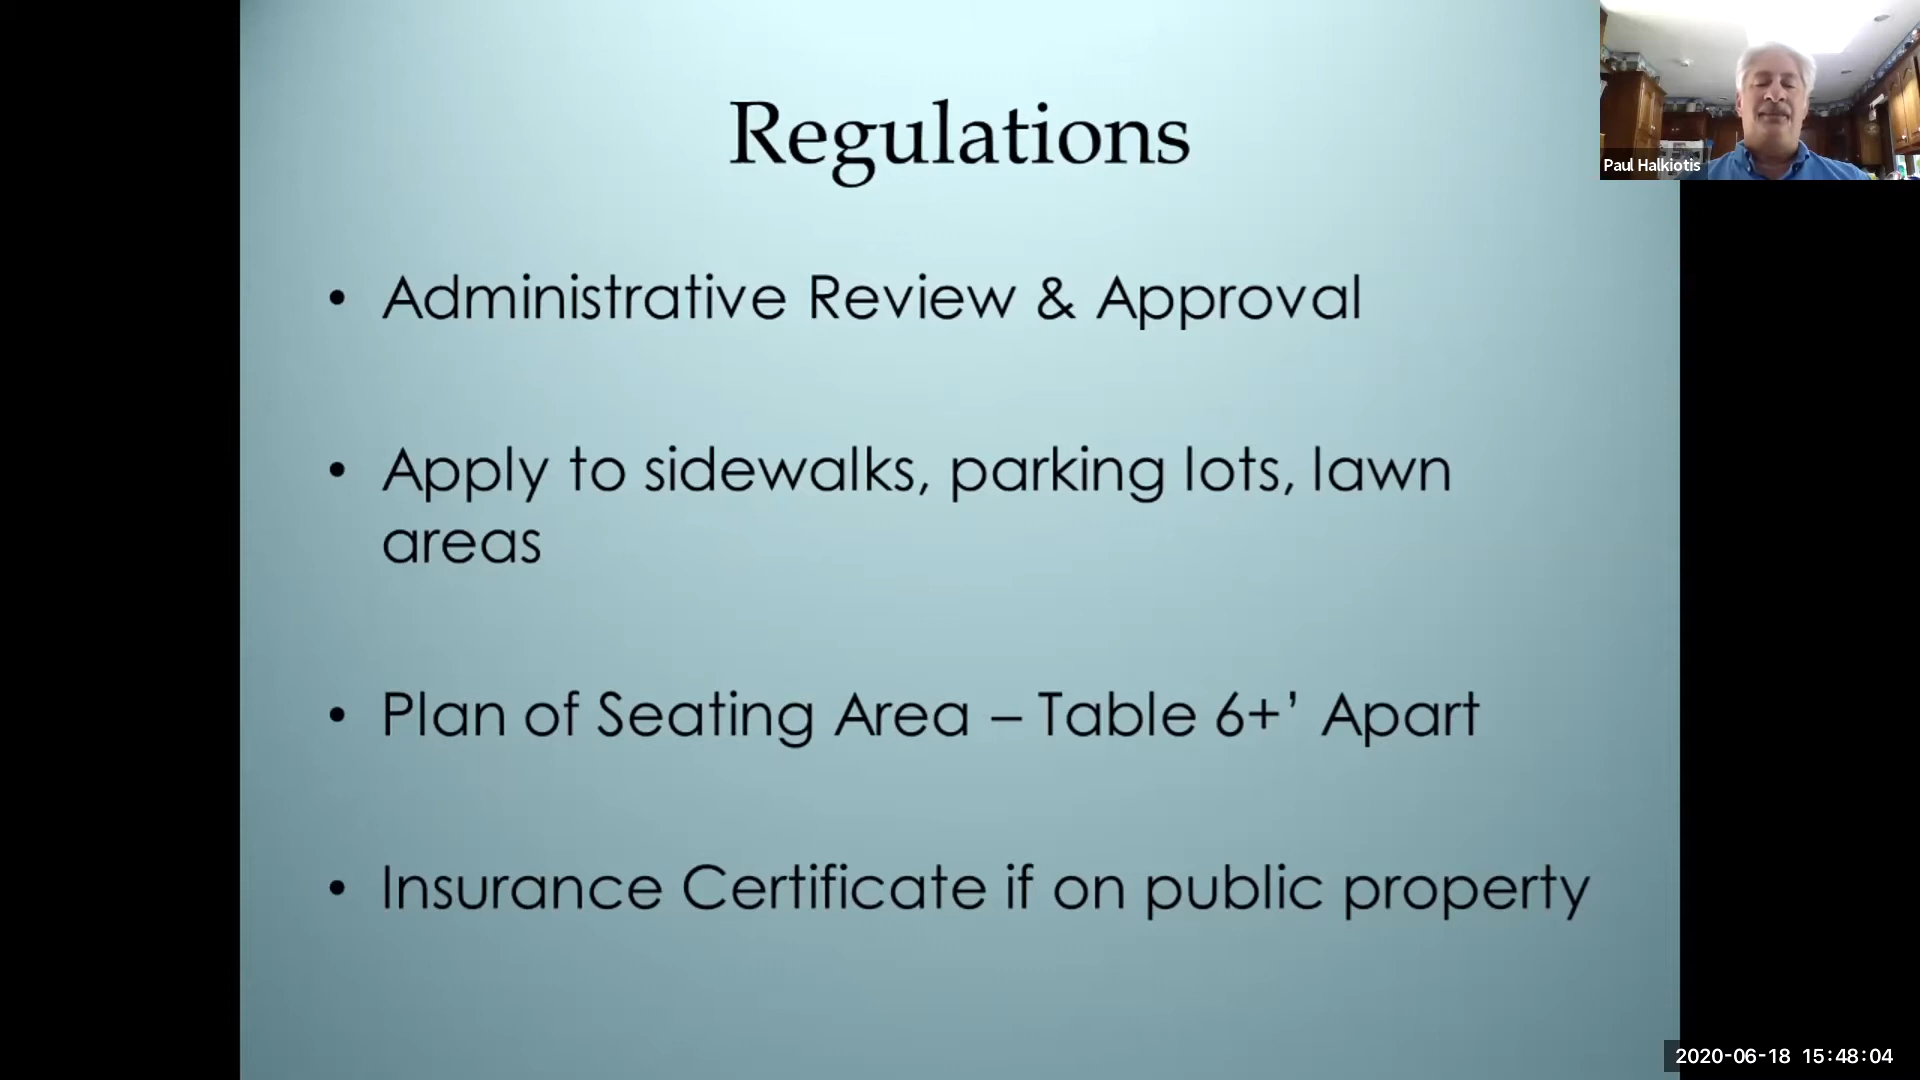 Regulations
Paul Halkiotis
• Administrative Review & Approval
• Apply to sidewalks, parking lots, lawn
areas
• Plan of Seating Area – Table 6+’ Apart
• Insurance Certificate if on public property
2020-06-18 15:48:04